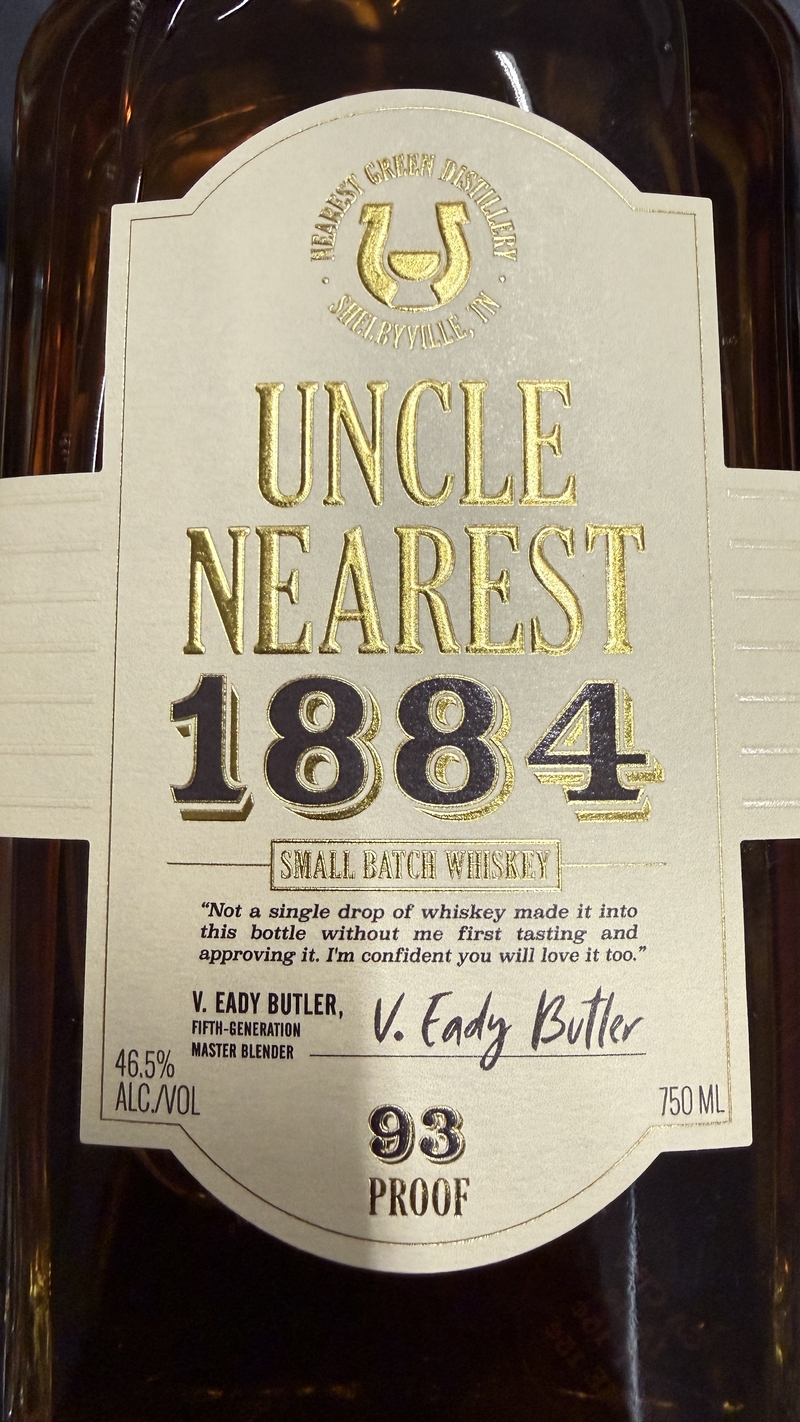 · NEAREST GREEN DISTILLERY ·
SHELBYVILLE, TN
UNCLE
NEAREST
1884
SMALL BATCH WHISKEY
"Not a single drop of whiskey made it into
this bottle without me first tasting and
approving it. I'm confident you will love it too."
V. EADY BUTLER,
FIFTH-GENERATION
MASTER BLENDER
V. Eady Butler
46.5%
ALC./VOL
750 ML
93
PROOF